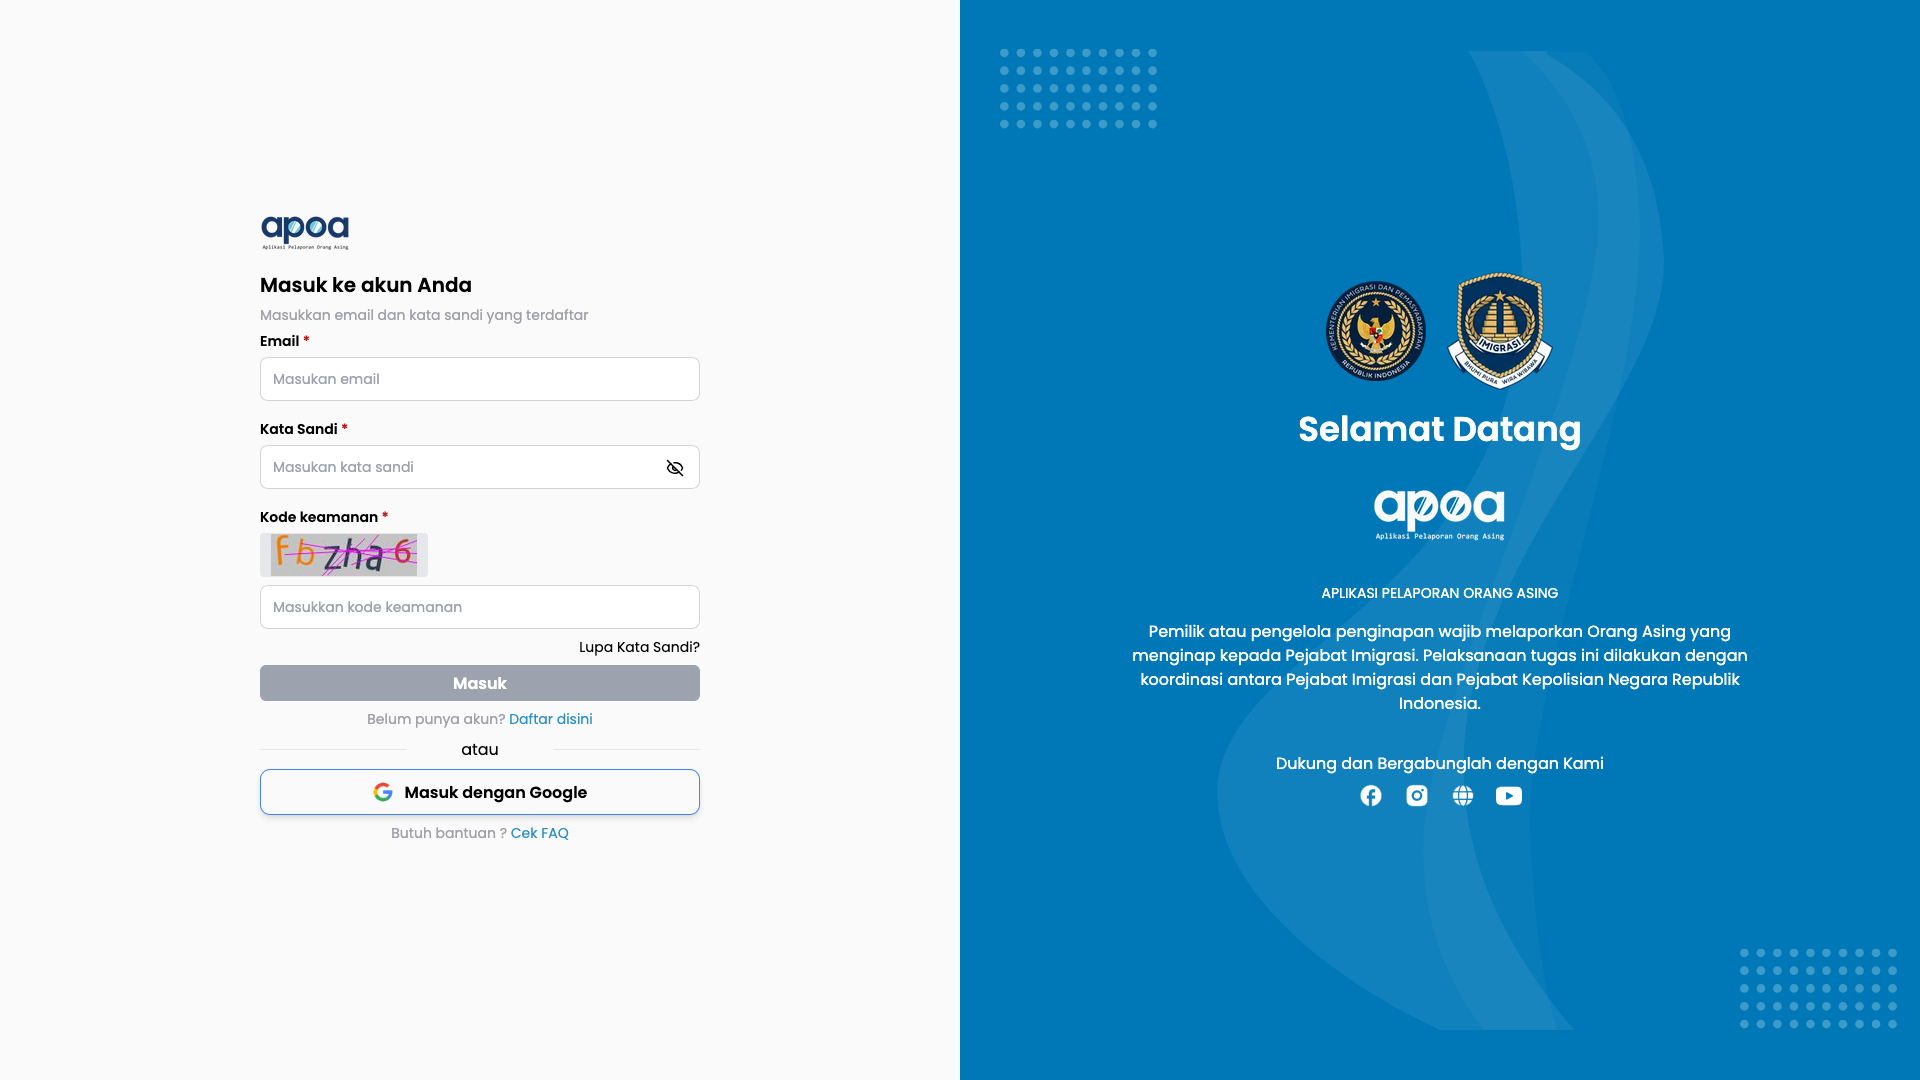 apoa
Aplikasi Pelaporan Orang Asing
Masuk ke akun Anda
Masukkan email dan kata sandi yang terdaftar
Email *
Masukan email
Kata Sandi *
Masukan kata sandi
Kode keamanan *
fbzha6
Masukkan kode keamanan
Lupa Kata Sandi?
Masuk
Belum punya akun? Daftar disini
atau
Masuk dengan Google
Butuh bantuan ? Cek FAQ
KEMENTERIAN IMIGRASI DAN PEMASYARAKATAN
REPUBLIK INDONESIA
IMIGRASI
BHUMI PURA WIRA WIBAWA
Selamat Datang
apoa
Aplikasi Pelaporan Orang Asing
APLIKASI PELAPORAN ORANG ASING
Pemilik atau pengelola penginapan wajib melaporkan Orang Asing yang
menginap kepada Pejabat Imigrasi. Pelaksanaan tugas ini dilakukan dengan
koordinasi antara Pejabat Imigrasi dan Pejabat Kepolisian Negara Republik
Indonesia.
Dukung dan Bergabunglah dengan Kami